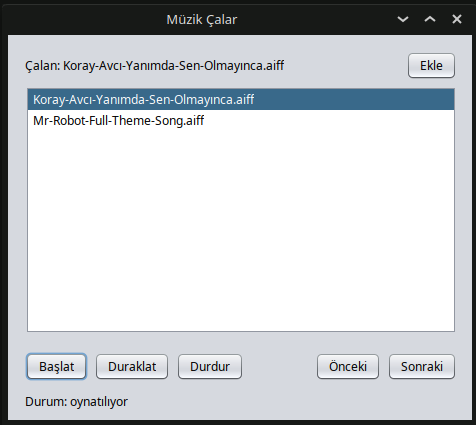 Müzik Çalar
Çalan: Koray-Avcı-Yanımda-Sen-Olmayınca.aiff
Ekle
Koray-Avcı-Yanımda-Sen-Olmayınca.aiff
Mr-Robot-Full-Theme-Song.aiff
Başlat
Duraklat
Durdur
Önceki
Sonraki
Durum: oynatılıyor